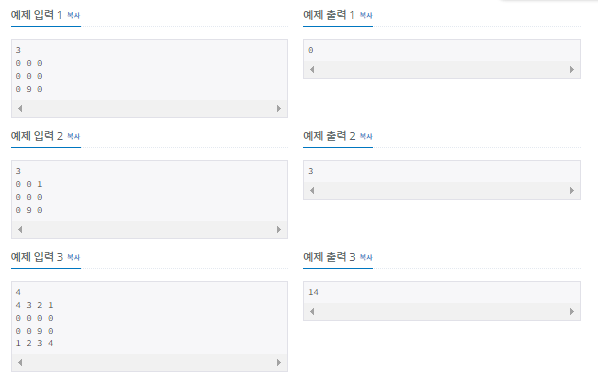 예제 입력 1 복사
3
0 0 0
0 0 0
0 9 0
예제 출력 1 복사
0
예제 입력 2 복사
3
0 0 1
0 0 0
0 9 0
예제 출력 2 복사
3
예제 입력 3 복사
4
4 3 2 1
0 0 0 0
0 0 9 0
1 2 3 4
예제 출력 3 복사
14